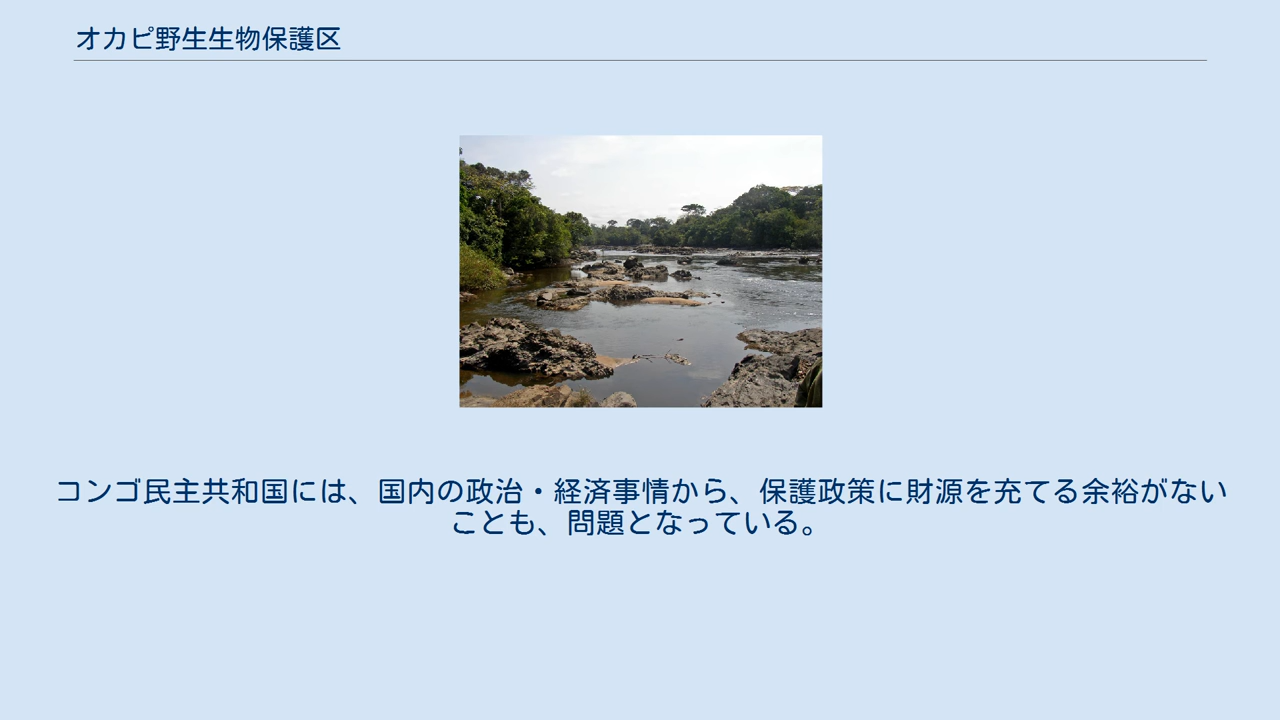 オカピ野生生物保護区
コンゴ民主共和国には、国内の政治・経済事情から、保護政策に財源を充てる余裕がない
ことも、問題となっている。